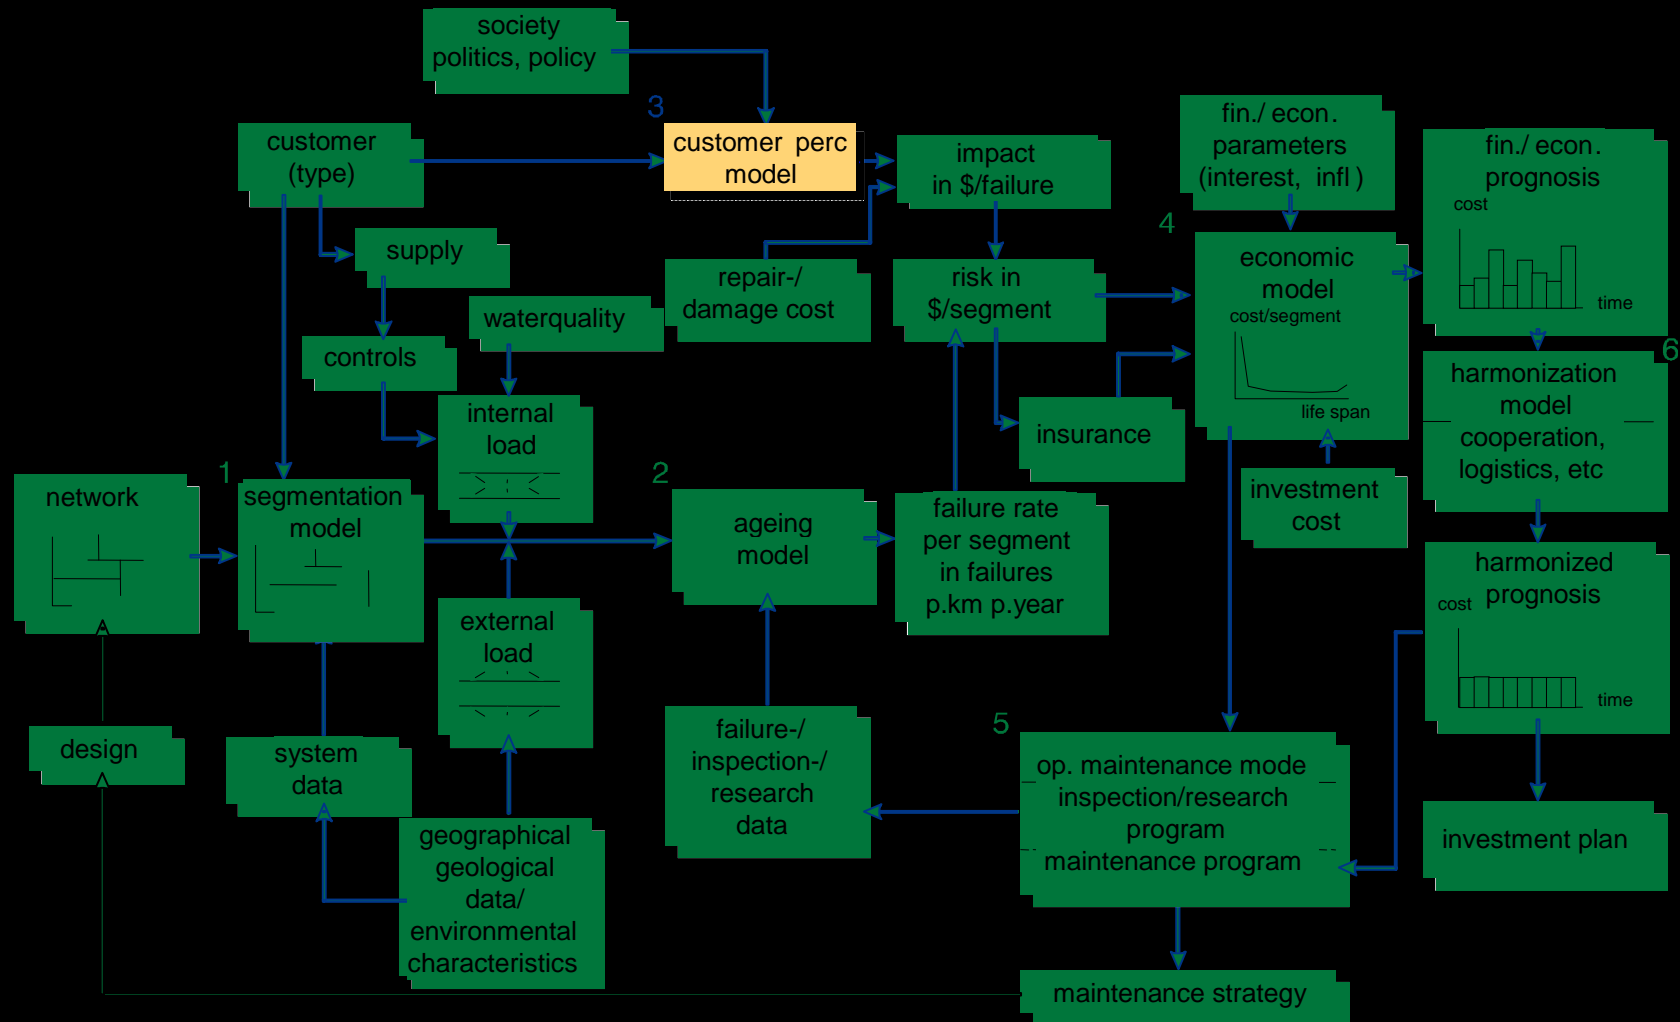 society
politics, policy
3
customer
(type)
customer perc
model
impact
in $/failure
fin./ econ.
parameters
(interest, infl )
fin./ econ.
prognosis
cost
time
4
supply
waterquality
controls
repair-/
damage cost
risk in
$/segment
economic
model
cost/segment
life span
6
harmonization
model
cooperation,
logistics, etc
internal
load
insurance
investment
cost
1
network
segmentation
model
2
ageing
model
failure rate
per segment
in failures
p.km p.year
harmonized
prognosis
cost
time
external
load
design
system
data
failure-/
inspection-/
research
data
5
op. maintenance mode
inspection/research
program
maintenance program
investment plan
geographical
geological
data/
environmental
characteristics
maintenance strategy